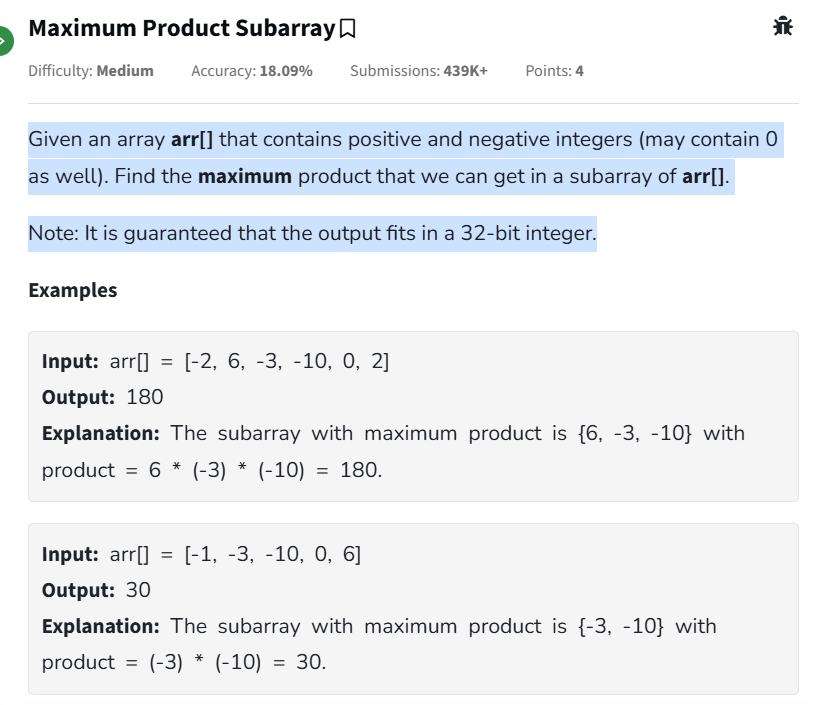 Maximum Product Subarray
Difficulty: Medium Accuracy: 18.09% Submissions: 439K+ Points: 4
Given an array arr[] that contains positive and negative integers (may contain 0
as well). Find the maximum product that we can get in a subarray of arr[].
Note: It is guaranteed that the output fits in a 32-bit integer.
Examples
Input: arr[] = [-2, 6, -3, -10, 0, 2]
Output: 180
Explanation: The subarray with maximum product is {6, -3, -10} with
product = 6 * (-3) * (-10) = 180.
Input: arr[] = [-1, -3, -10, 0, 6]
Output: 30
Explanation: The subarray with maximum product is {-3, -10} with
product = (-3) * (-10) = 30.